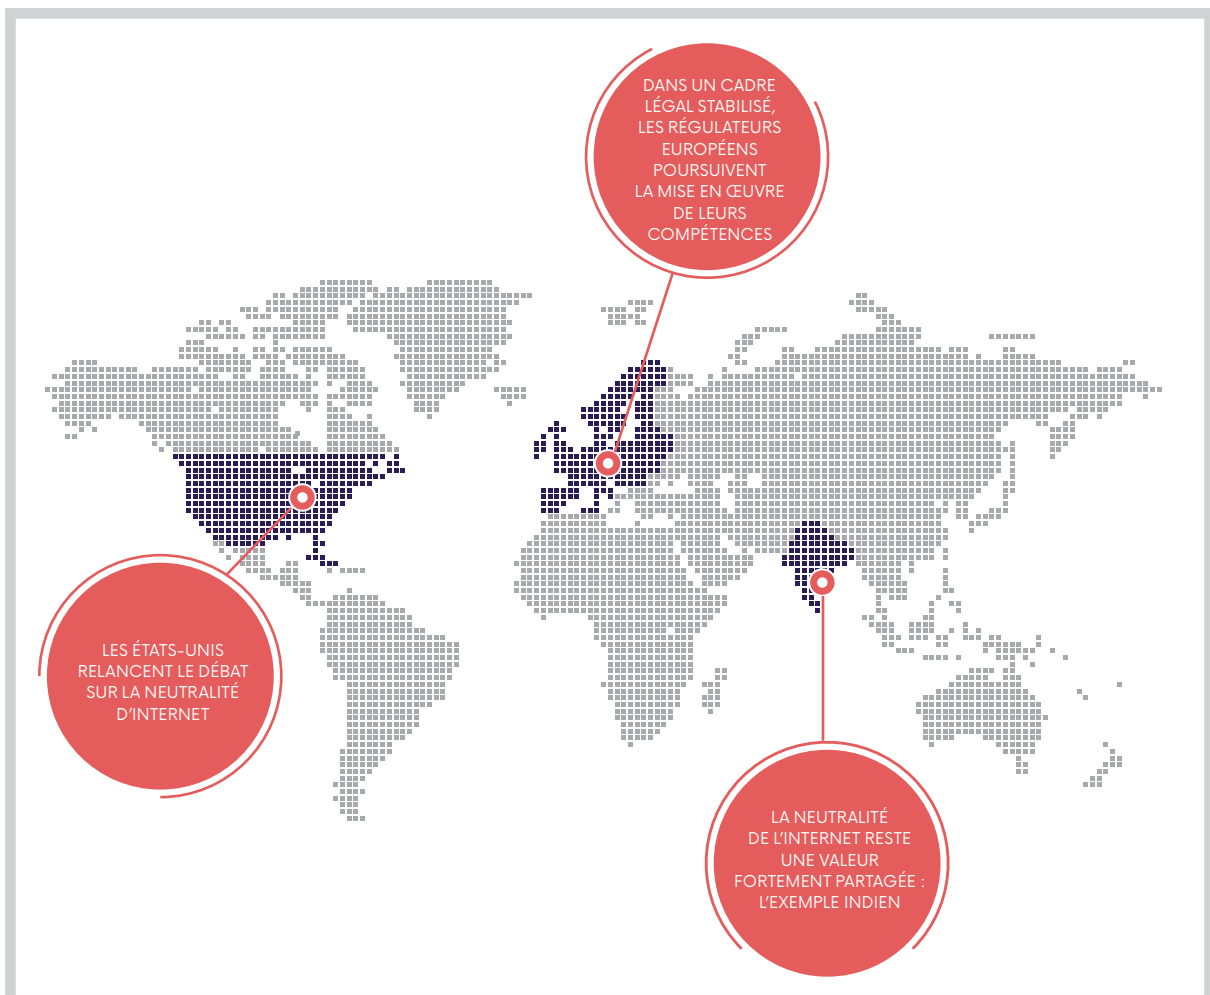 DANS UN CADRE
LÉGAL STABILISÉ,
LES RÉGULATEURS
EUROPÉENS
POURSUIVENT
LA MISE EN ŒUVRE
DE LEURS
COMPÉTENCES
LES ÉTATS-UNIS
RELANCENT LE DÉBAT
SUR LA NEUTRALITÉ
D’INTERNET
LA NEUTRALITÉ
DE L’INTERNET RESTE
UNE VALEUR
FORTEMENT PARTAGÉE :
L’EXEMPLE INDIEN